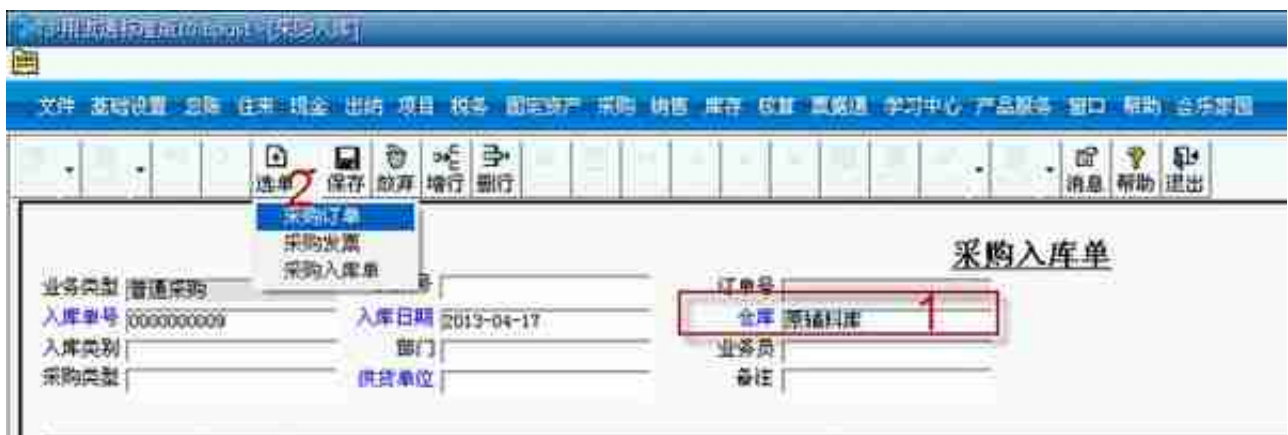 文件 基础设置 总账 往来 现金 出纳 项目 税务 固定资产 采购 销售 库存 核算 票据通 学习中心 产品服务 窗口 帮助 会乐家园
选单 保存 放弃 增行 删行 消息 帮助 退出
2
采购订单
采购发票
采购入库单
采购入库单
业务类型 普通采购 号 订单号
1
入库单号 0000000009 入库日期 2013-04-17 仓库 原辅料库
入库类别 部门 业务员
采购类型 供货单位 备注